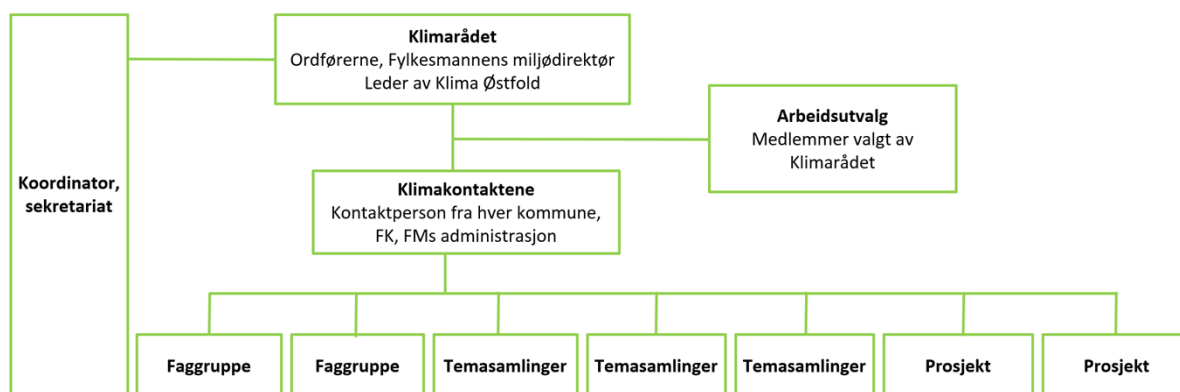 Klimarådet
Ordførerne, Fylkesmannens miljødirektør
Leder av Klima Østfold
Arbeidsutvalg
Medlemmer valgt av
Klimarådet
Koordinator,
sekretariat
Klimakontaktene
Kontaktperson fra hver kommune,
FK, FMs administrasjon
Faggruppe
Faggruppe
Temasamlinger
Temasamlinger
Temasamlinger
Prosjekt
Prosjekt